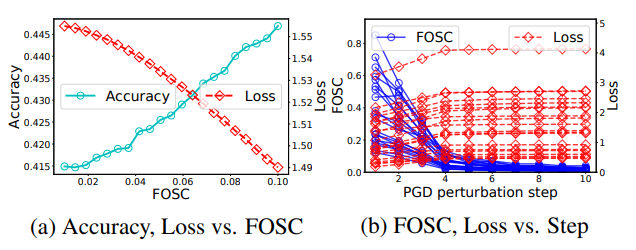 0.445
0.440
0.435
0.430
0.425
0.420
0.415
Accuracy
Accuracy
Loss
1.55
1.54
1.53
1.52
1.51
1.50
1.49
Loss
0.02 0.04 0.06 0.08 0.10
FOSC
(a) Accuracy, Loss vs. FOSC
0.8
0.6
0.4
0.2
0.0
FOSC
FOSC
Loss
5
4
3
2
1
0
Loss
2 4 6 8 10
PGD perturbation step
(b) FOSC, Loss vs. Step